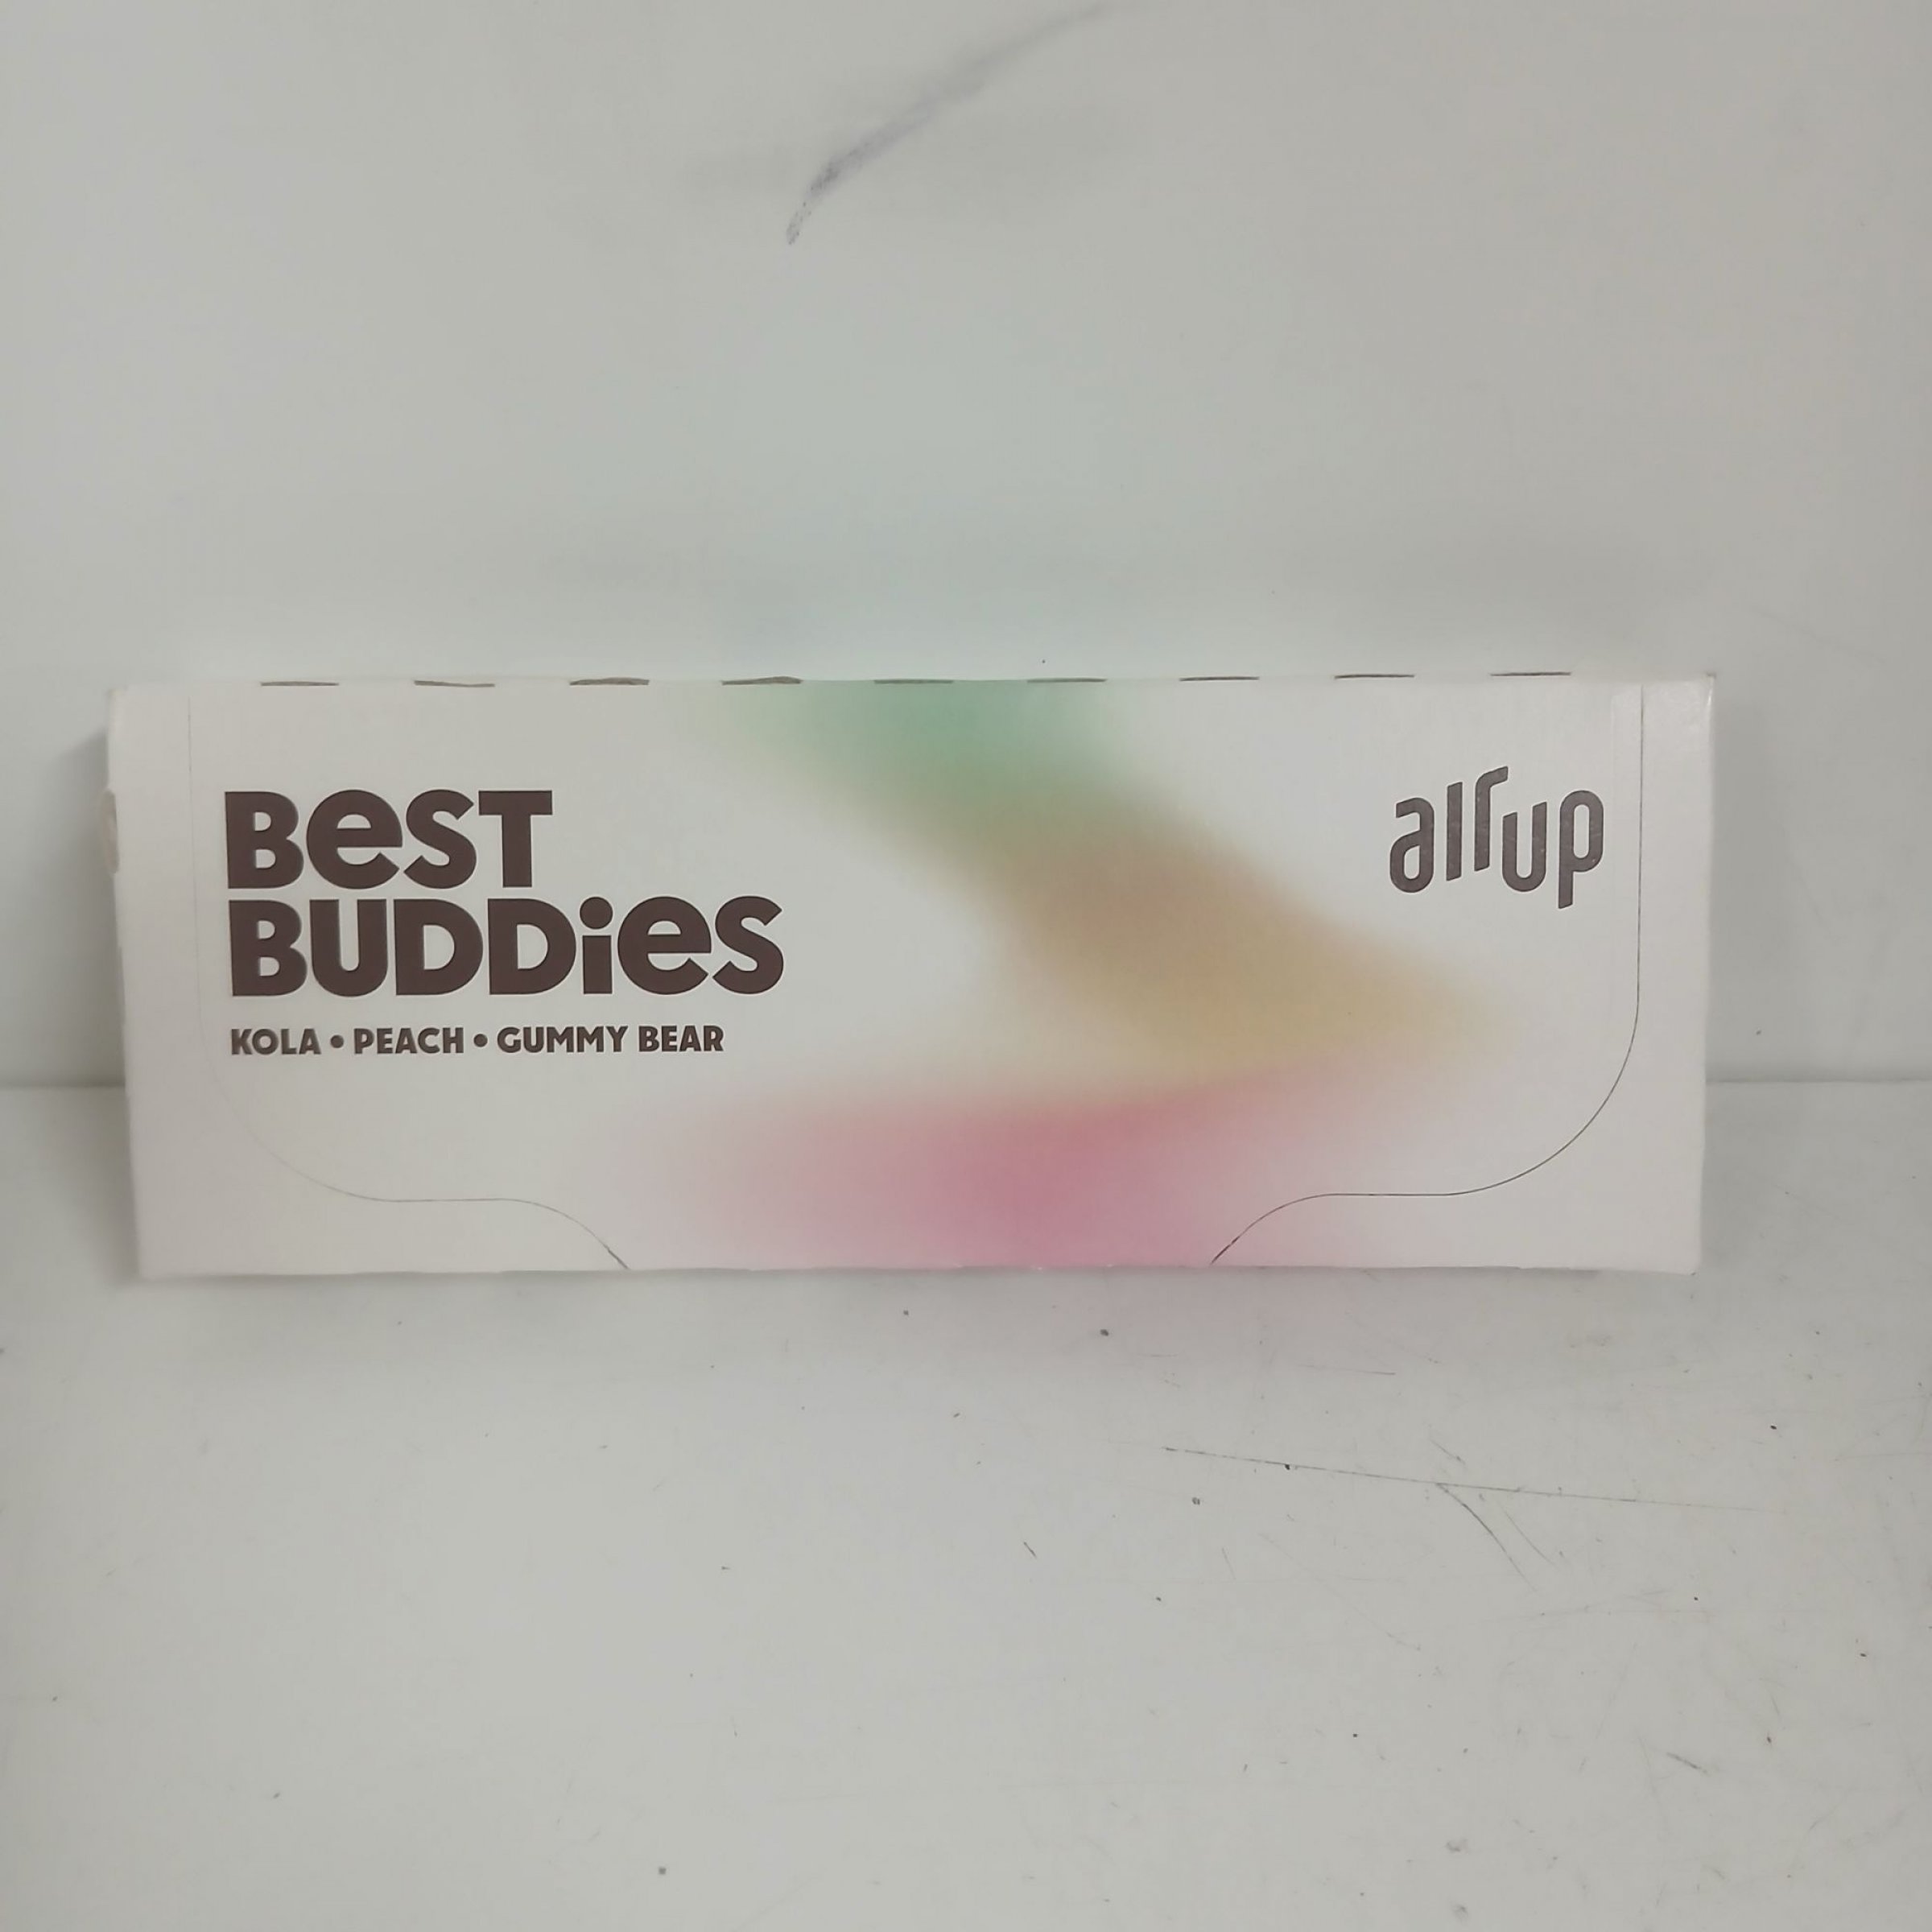 BeST
BUDDies
KOLA • PEACH • GUMMY BEAR
air up